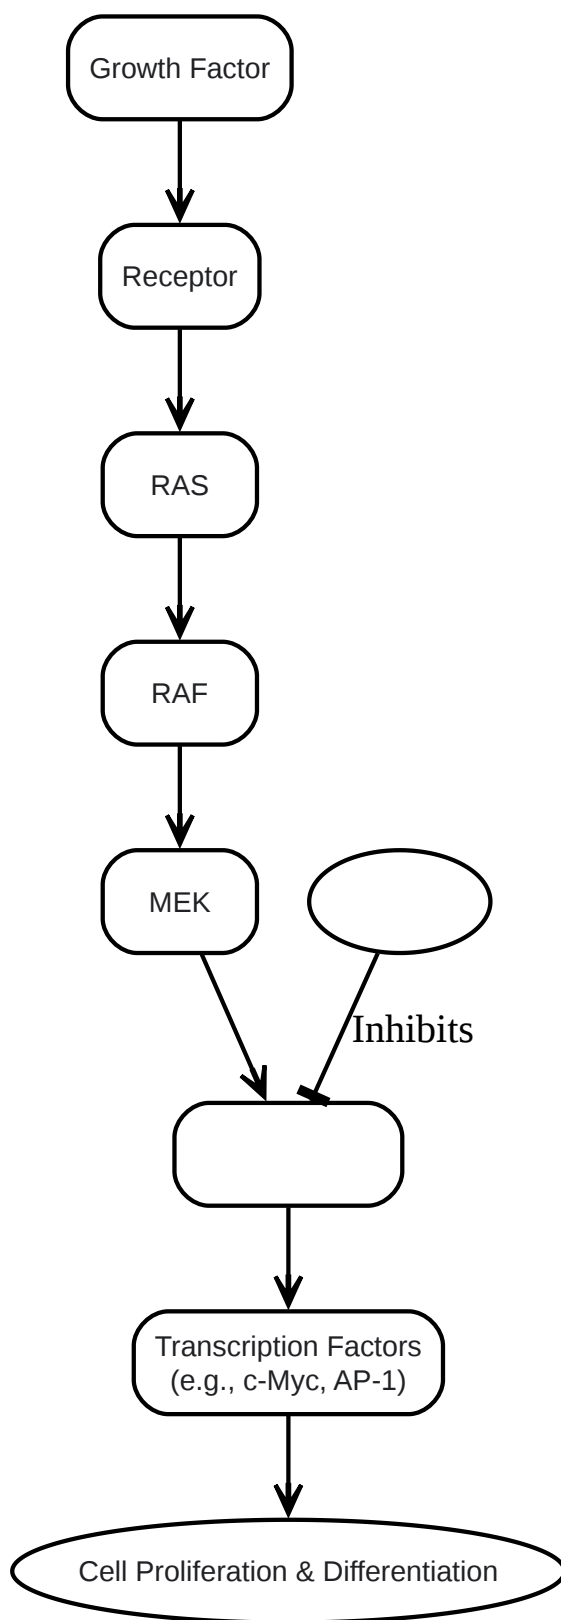 Growth Factor
Receptor
RAS
RAF
MEK
Inhibits
Transcription Factors
(e.g., c-Myc, AP-1)
Cell Proliferation & Differentiation